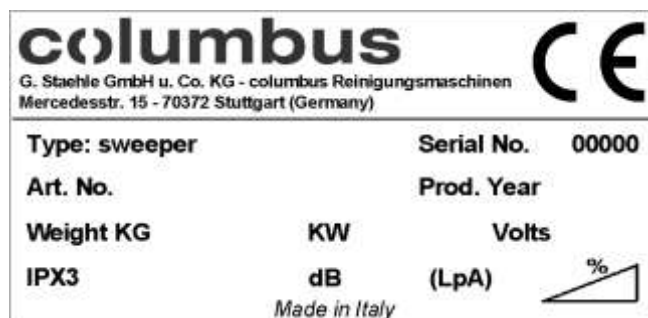 columbus CE
G. Staehle GmbH u. Co. KG - columbus Reinigungsmaschinen
Mercedesstr. 15 - 70372 Stuttgart (Germany)
Type: sweeper Serial No. 00000
Art. No. Prod. Year
Weight KG KW Volts
IPX3 dB (LpA) %
Made in Italy